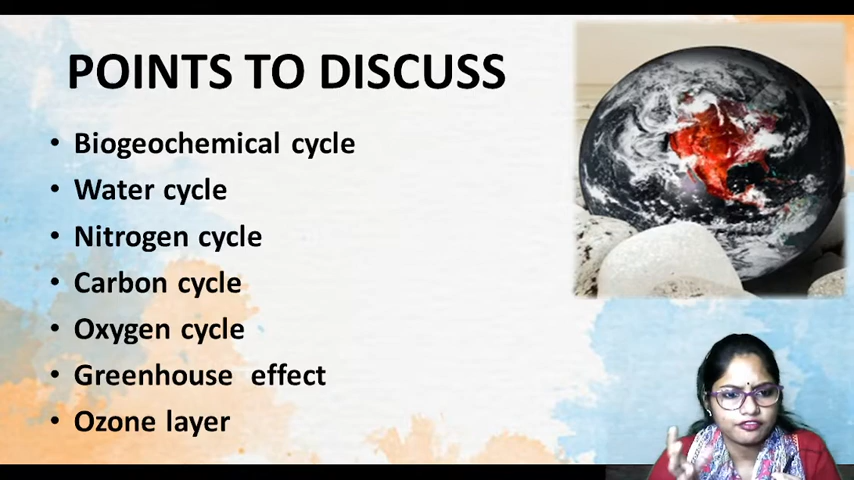 POINTS TO DISCUSS
• Biogeochemical cycle
• Water cycle
• Nitrogen cycle
• Carbon cycle
• Oxygen cycle
• Greenhouse effect
• Ozone layer